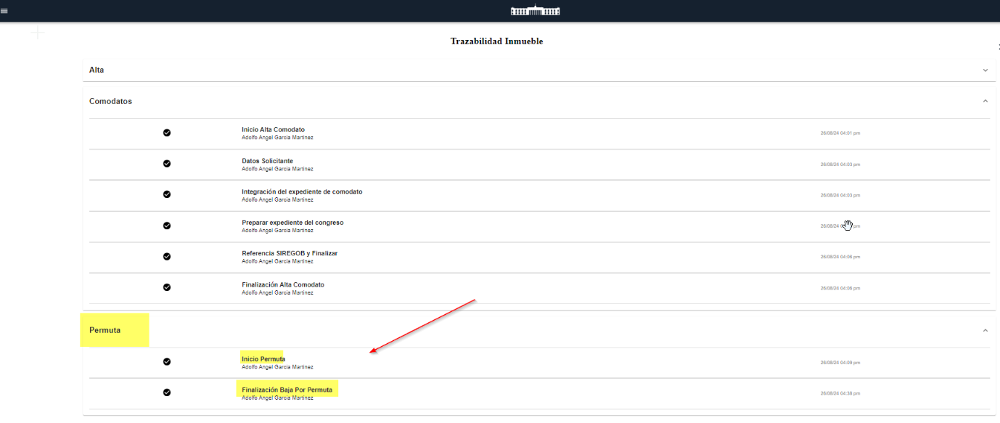 Trazabilidad Inmueble
Alta
Comodatos
Inicio Alta Comodato
Adolfo Angel Garcia Martinez
26/08/24 04:01 pm
Datos Solicitante
Adolfo Angel Garcia Martinez
26/08/24 04:03 pm
Integración del expediente de comodato
Adolfo Angel Garcia Martinez
26/08/24 04:03 pm
Preparar expediente del congreso
Adolfo Angel Garcia Martinez
26/08/24 pm
Referencia SIREGOB y Finalizar
Adolfo Angel Garcia Martinez
26/08/24 04:06 pm
Finalización Alta Comodato
Adolfo Angel Garcia Martinez
26/08/24 04:06 pm
Permuta
Inicio Permuta
Adolfo Angel Garcia Martinez
26/08/24 04:09 pm
Finalización Baja Por Permuta
Adolfo Angel Garcia Martinez
26/08/24 04:38 pm